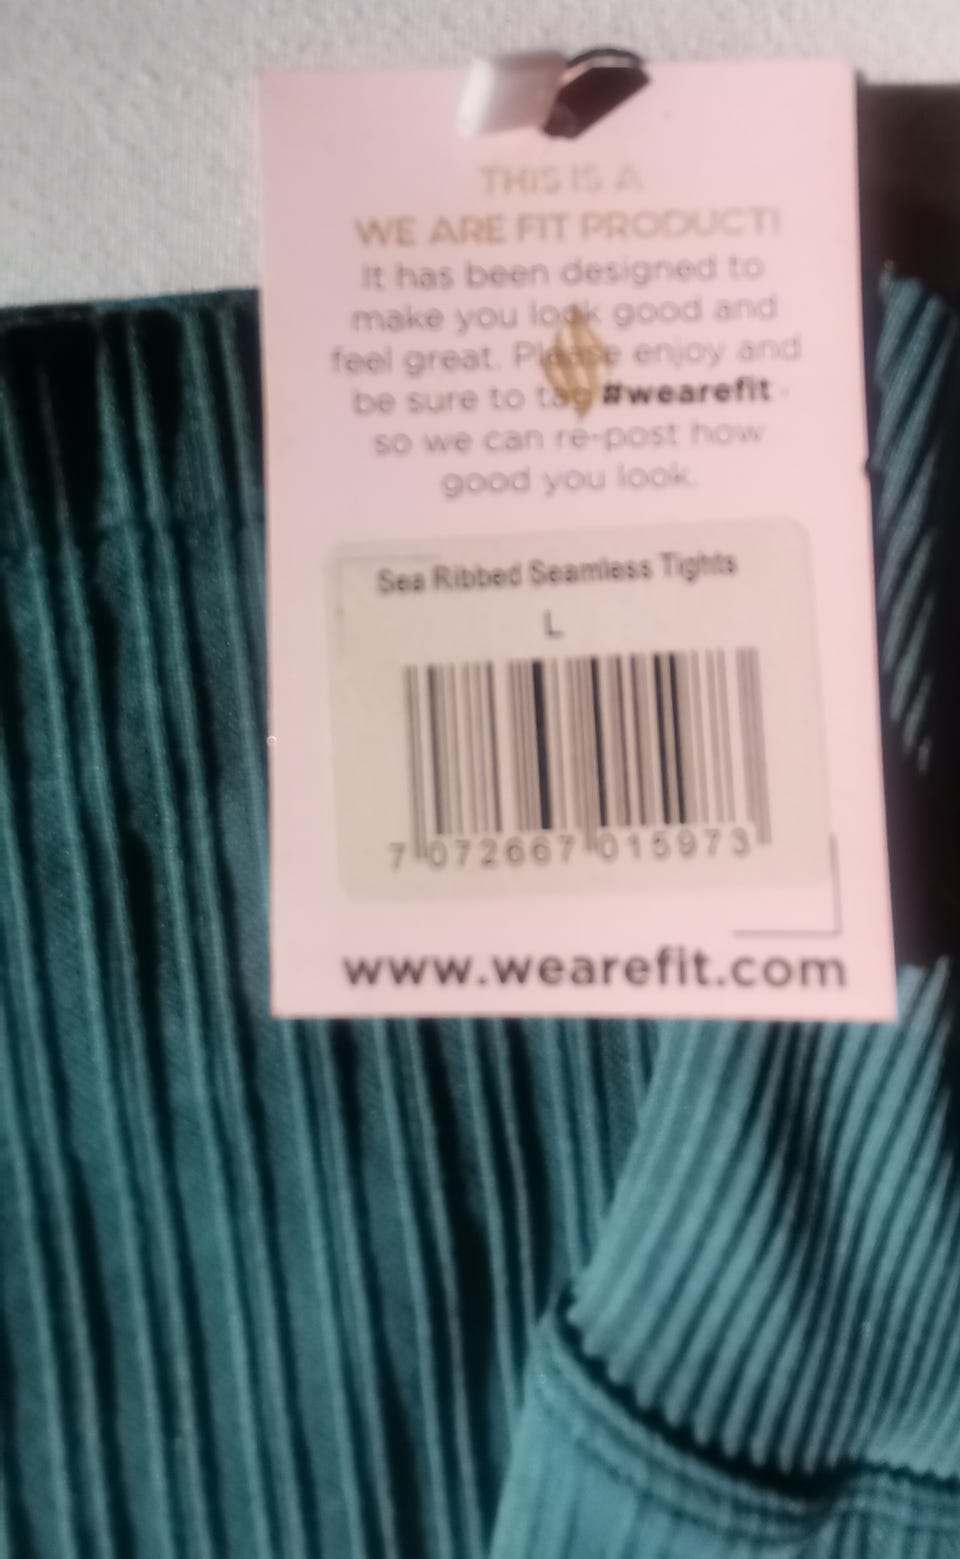 THIS IS A
WE ARE FIT PRODUCT!
It has been designed to
make you look good and
feel great. Please enjoy and
be sure to tag #wearefit
so we can re-post how
good you look.
Sea Ribbed Seamless Tights
L
7 072667 015973
www.wearefit.com